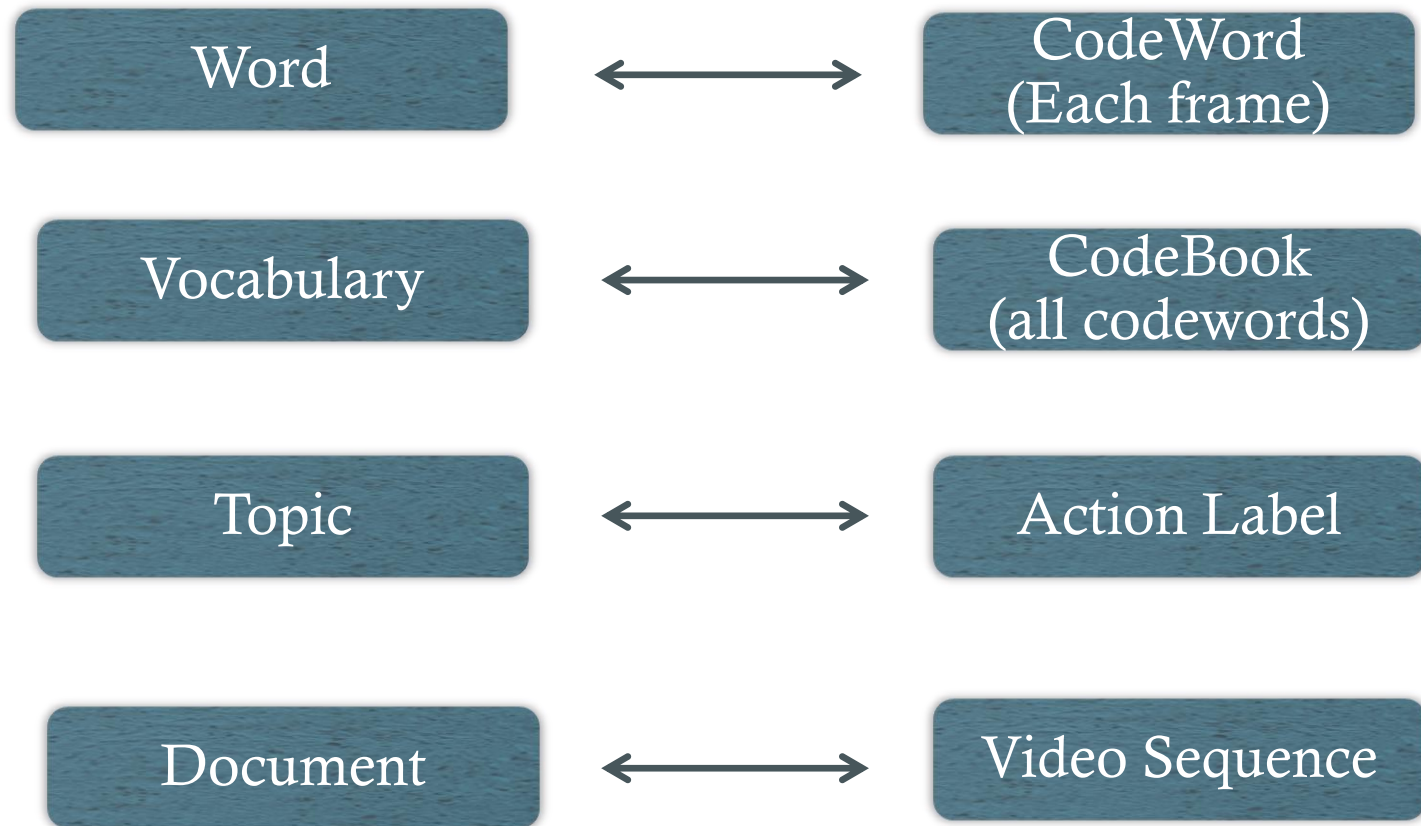 Word
CodeWord
(Each frame)
Vocabulary
CodeBook
(all codewords)
Topic
Action Label
Document
Video Sequence